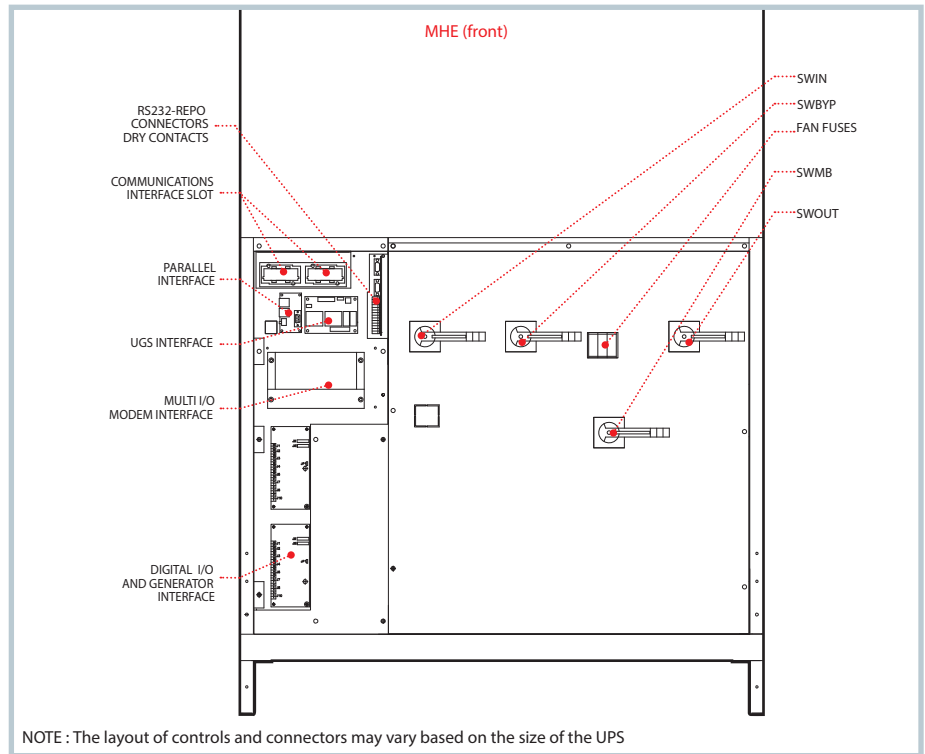 MHE (front)
RS232-REPO
CONNECTORS
DRY CONTACTS
COMMUNICATIONS
INTERFACE SLOT
PARALLEL
INTERFACE
UGS INTERFACE
MULTI I/O
MODEM INTERFACE
DIGITAL I/O
AND GENERATOR
INTERFACE
SWIN
SWBYP
FAN FUSES
SWMB
SWOUT
NOTE : The layout of controls and connectors may vary based on the size of the UPS